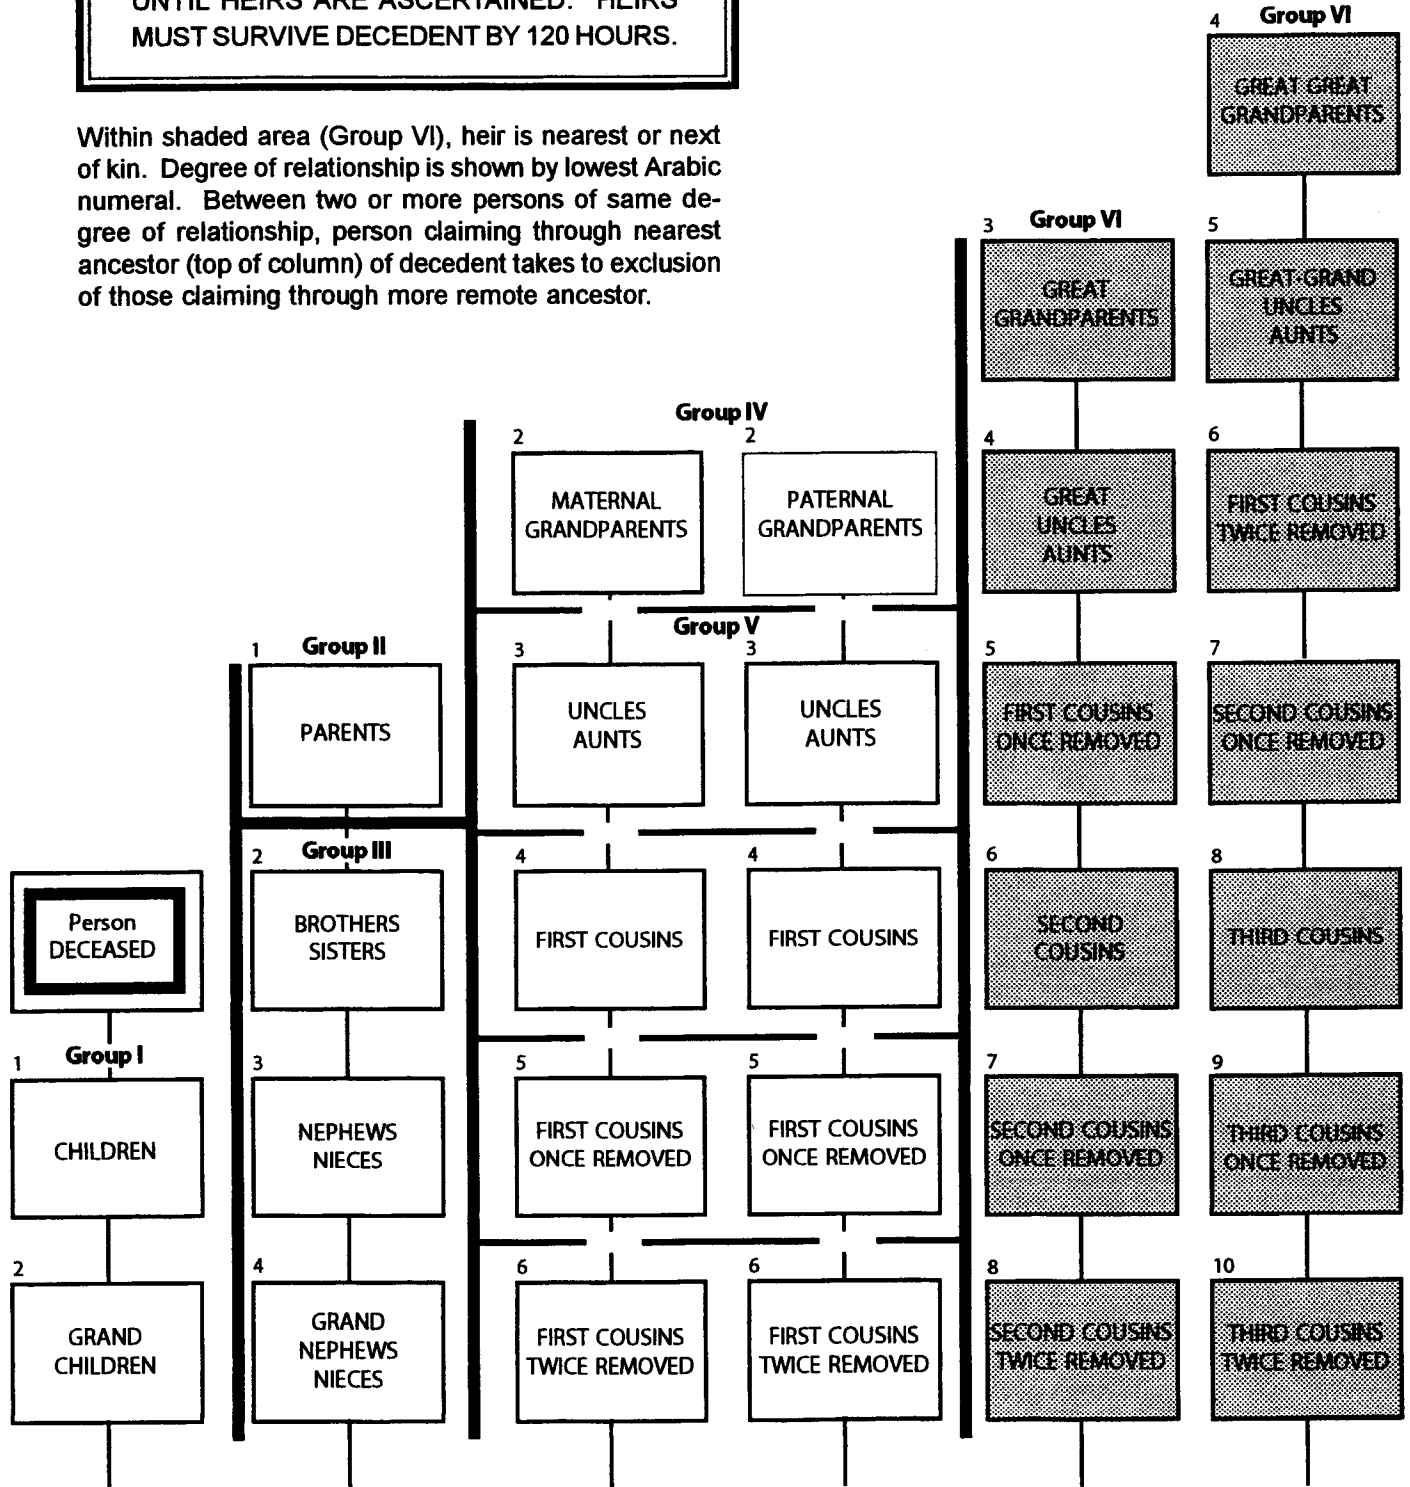 UNTIL HEIRS ARE ASCERTAINED. HEIRS
MUST SURVIVE DECEDENT BY 120 HOURS.
Within shaded area (Group VI), heir is nearest or next
of kin. Degree of relationship is shown by lowest Arabic
numeral. Between two or more persons of same de-
gree of relationship, person claiming through nearest
ancestor (top of column) of decedent takes to exclusion
of those claiming through more remote ancestor.
Person
DECEASED
Group I
1
CHILDREN
2
GRAND
CHILDREN
Group II
1
PARENTS
Group III
2
BROTHERS
SISTERS
3
NEPHEWS
NIECES
4
GRAND
NEPHEWS
NIECES
Group IV
2
MATERNAL
GRANDPARENTS
2
PATERNAL
GRANDPARENTS
Group V
3
UNCLES
AUNTS
3
UNCLES
AUNTS
4
FIRST COUSINS
4
FIRST COUSINS
5
FIRST COUSINS
ONCE REMOVED
5
FIRST COUSINS
ONCE REMOVED
6
FIRST COUSINS
TWICE REMOVED
6
FIRST COUSINS
TWICE REMOVED
Group VI
3
GREAT
GRANDPARENTS
4
GREAT
UNCLES
AUNTS
5
FIRST COUSINS
ONCE REMOVED
6
SECOND
COUSINS
7
SECOND COUSINS
ONCE REMOVED
8
SECOND COUSINS
TWICE REMOVED
Group VI
4
GREAT GREAT
GRANDPARENTS
5
GREAT-GRAND
UNCLES
AUNTS
6
FIRST COUSINS
TWICE REMOVED
7
SECOND COUSINS
ONCE REMOVED
8
THIRD COUSINS
9
THIRD COUSINS
ONCE REMOVED
10
THIRD COUSINS
TWICE REMOVED